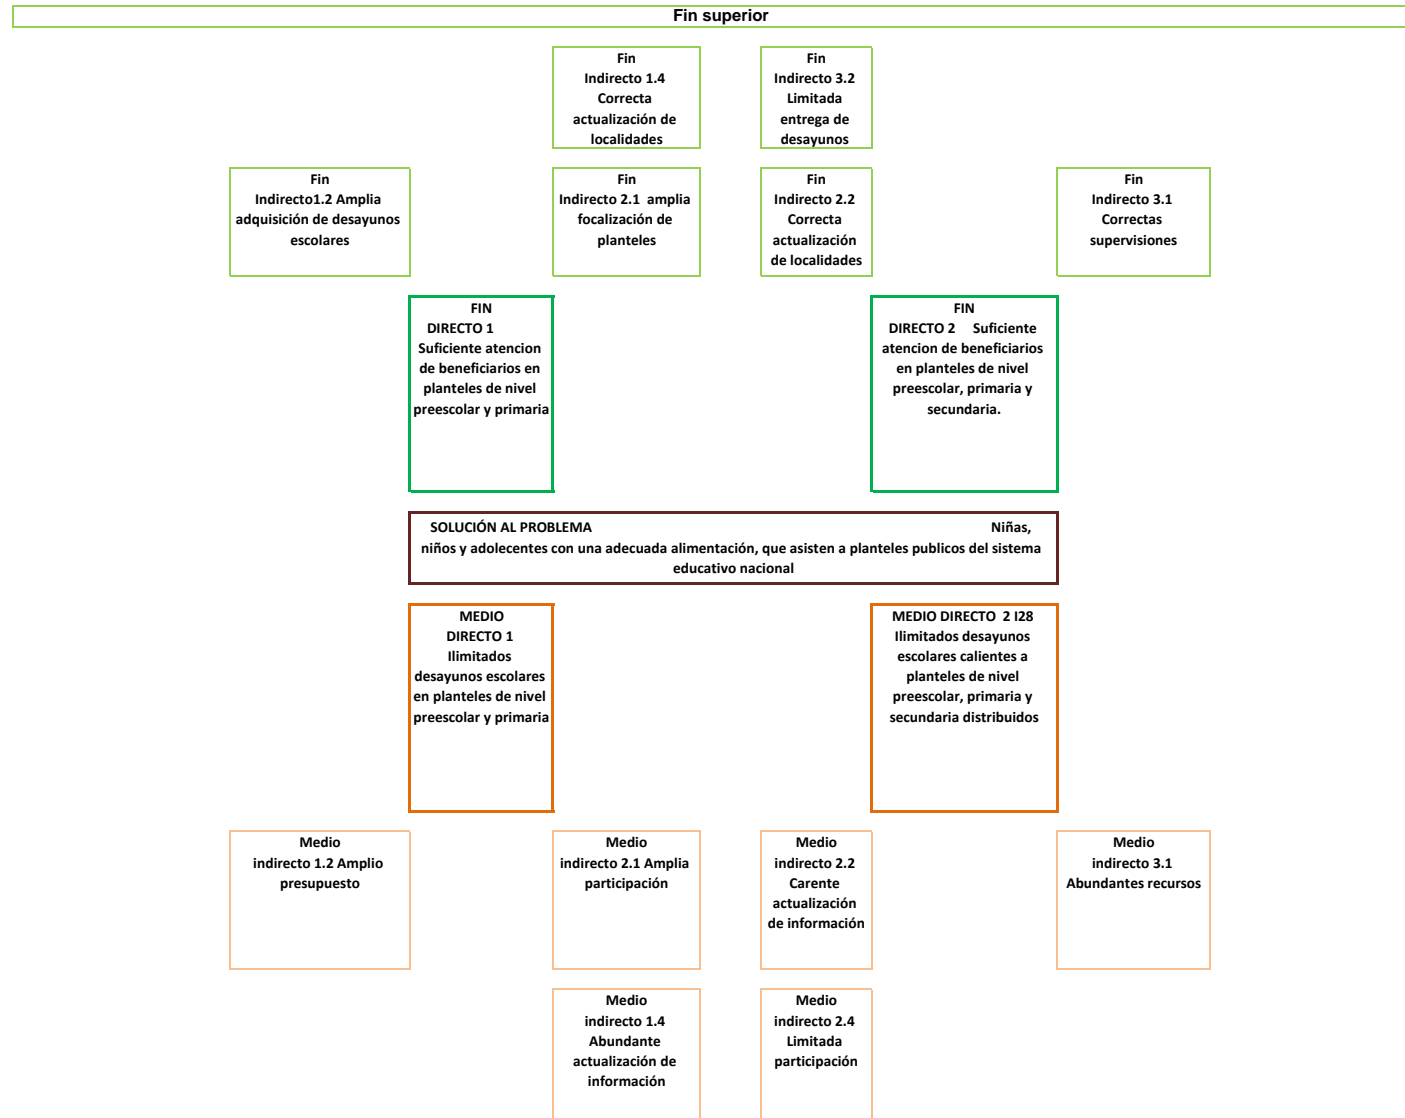 Fin superior
Fin
Indirecto 1.4
Correcta
actualización de
localidades
Fin
Indirecto 3.2
Limitada
entrega de
desayunos
Fin
Indirecto1.2 Amplia
adquisición de desayunos
escolares
Fin
Indirecto 2.1 amplia
focalización de
planteles
Fin
Indirecto 2.2
Correcta
actualización
de localidades
Fin
Indirecto 3.1
Correctas
supervisiones
FIN
DIRECTO 1
Suficiente atencion
de beneficiarios en
planteles de nivel
preescolar y primaria
FIN
DIRECTO 2 Suficiente
atencion de beneficiarios
en planteles de nivel
preescolar, primaria y
secundaria.
SOLUCIÓN AL PROBLEMA Niñas,
niños y adolecentes con una adecuada alimentación, que asisten a planteles publicos del sistema
educativo nacional
MEDIO
DIRECTO 1
Ilimitados
desayunos escolares
en planteles de nivel
preescolar y primaria
MEDIO DIRECTO 2 I28
Ilimitados desayunos
escolares calientes a
planteles de nivel
preescolar, primaria y
secundaria distribuidos
Medio
indirecto 1.2 Amplio
presupuesto
Medio
indirecto 2.1 Amplia
participación
Medio
indirecto 2.2
Carente
actualización
de información
Medio
indirecto 3.1
Abundantes recursos
Medio
indirecto 1.4
Abundante
actualización de
información
Medio
indirecto 2.4
Limitada
participación